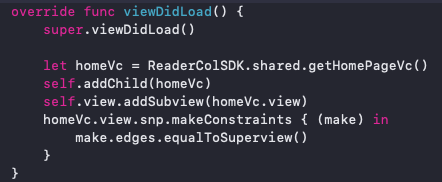 override func viewDidLoad() {
    super.viewDidLoad()

    let homeVc = ReaderColSDK.shared.getHomePageVc()
    self.addChild(homeVc)
    self.view.addSubview(homeVc.view)
    homeVc.view.snp.makeConstraints { (make) in
        make.edges.equalToSuperview()
    }
}